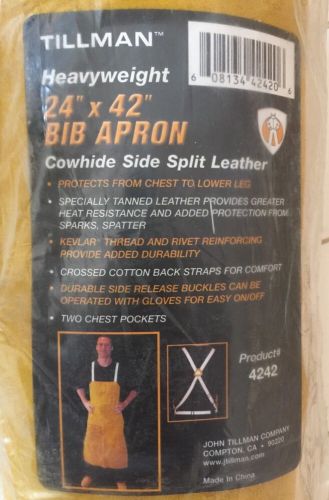 TILLMAN™
6 08134 42420 6
Heavyweight
24" x 42"
BIB APRON
Cowhide Side Split Leather
• PROTECTS FROM CHEST TO LOWER LEG
• SPECIALLY TANNED LEATHER PROVIDES GREATER
HEAT RESISTANCE AND ADDED PROTECTION FROM
SPARKS, SPATTER
• KEVLAR® THREAD AND RIVET REINFORCING
PROVIDE ADDED DURABILITY
• CROSSED COTTON BACK STRAPS FOR COMFORT
• DURABLE SIDE RELEASE BUCKLES CAN BE
OPERATED WITH GLOVES FOR EASY ON/OFF
• TWO CHEST POCKETS
Product#
4242
JOHN TILLMAN COMPANY
COMPTON, CA • 90220
www.jtillman.com
Made In China